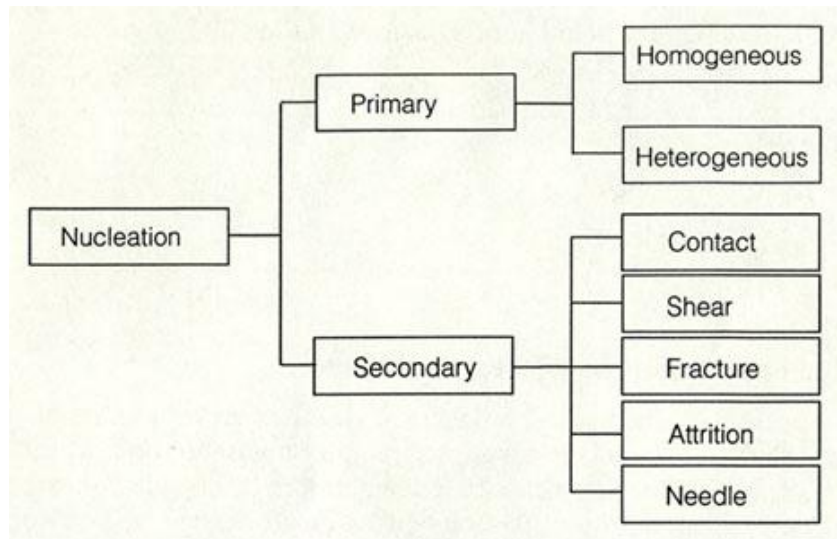 Nucleation
Primary
Homogeneous
Heterogeneous
Secondary
Contact
Shear
Fracture
Attrition
Needle